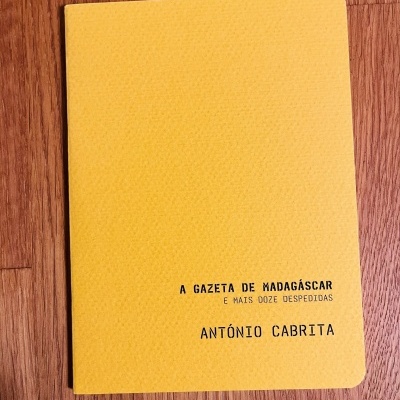 A GAZETA DE MADAGÁSCAR
E MAIS DOZE DESPEDIDAS
ANTÓNIO CABRITA